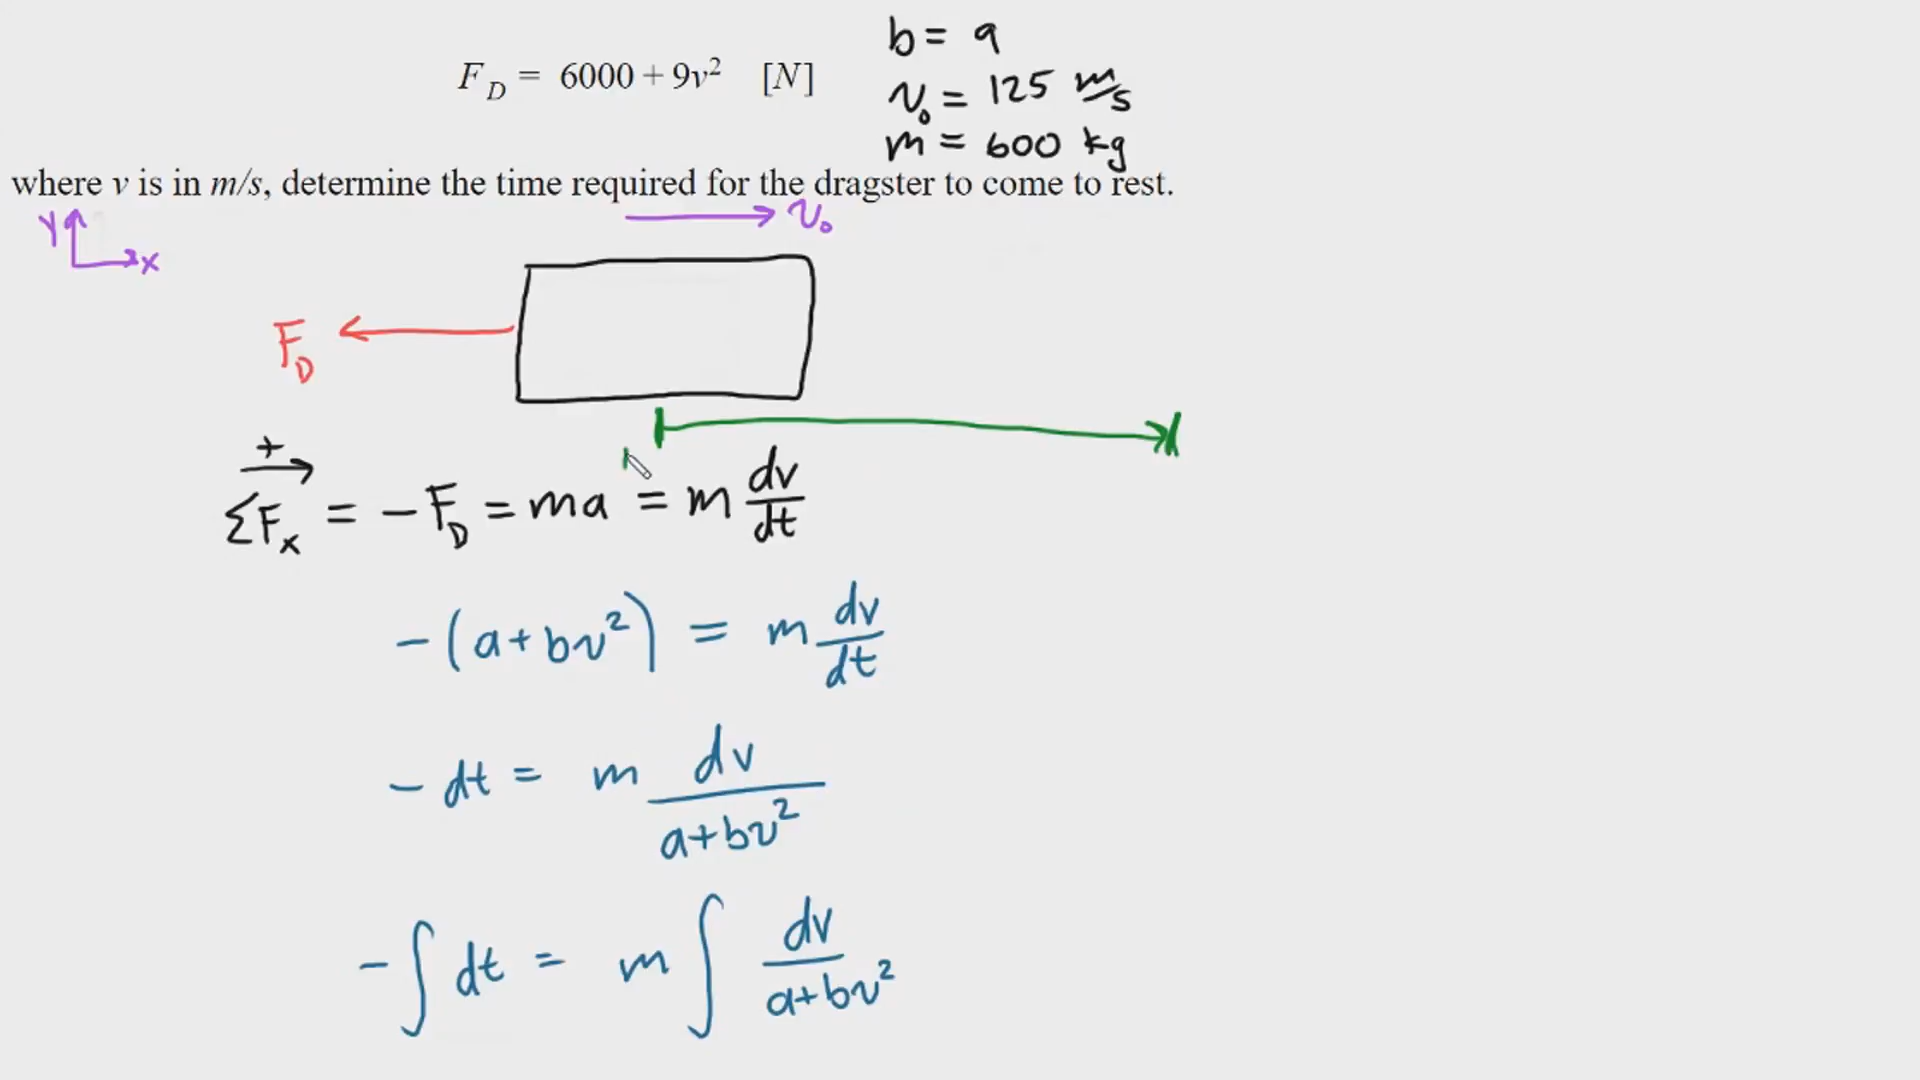 F_D = 6000 + 9v² [N]
b = 9
v₀ = 125 m/s
m = 600 kg
where v is in m/s, determine the time required for the dragster to come to rest.
Y
x
v₀
F_D
+
ΣF_x = - F_D = ma = m dv/dt
-(a+bv²) = m dv/dt
- dt = m dv/(a+bv²)
-∫ dt = m ∫ dv/(a+bv²)